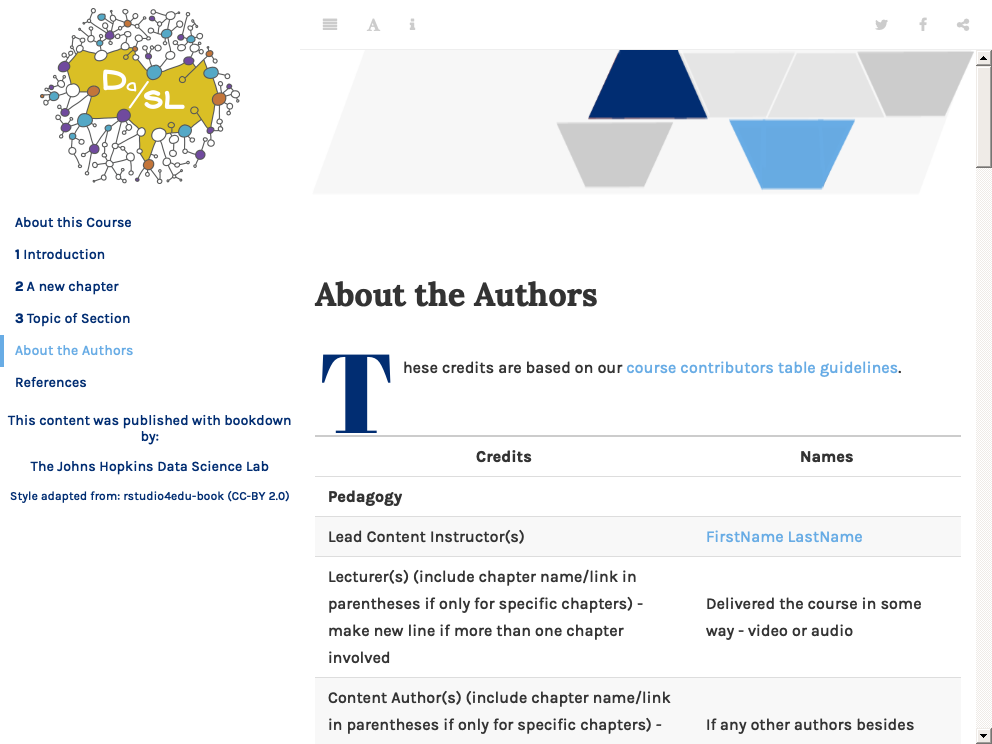 Da/SL
About this Course
1 Introduction
2 A new chapter
3 Topic of Section
About the Authors
References
This content was published with bookdown
by:
The Johns Hopkins Data Science Lab
Style adapted from: rstudio4edu-book (CC-BY 2.0)
About the Authors
These credits are based on our course contributors table guidelines.
Credits Names
Pedagogy
Lead Content Instructor(s) FirstName LastName
Lecturer(s) (include chapter name/link in
parentheses if only for specific chapters) -
make new line if more than one chapter
involved
Delivered the course in some
way - video or audio
Content Author(s) (include chapter name/link
in parentheses if only for specific chapters) -
If any other authors besides